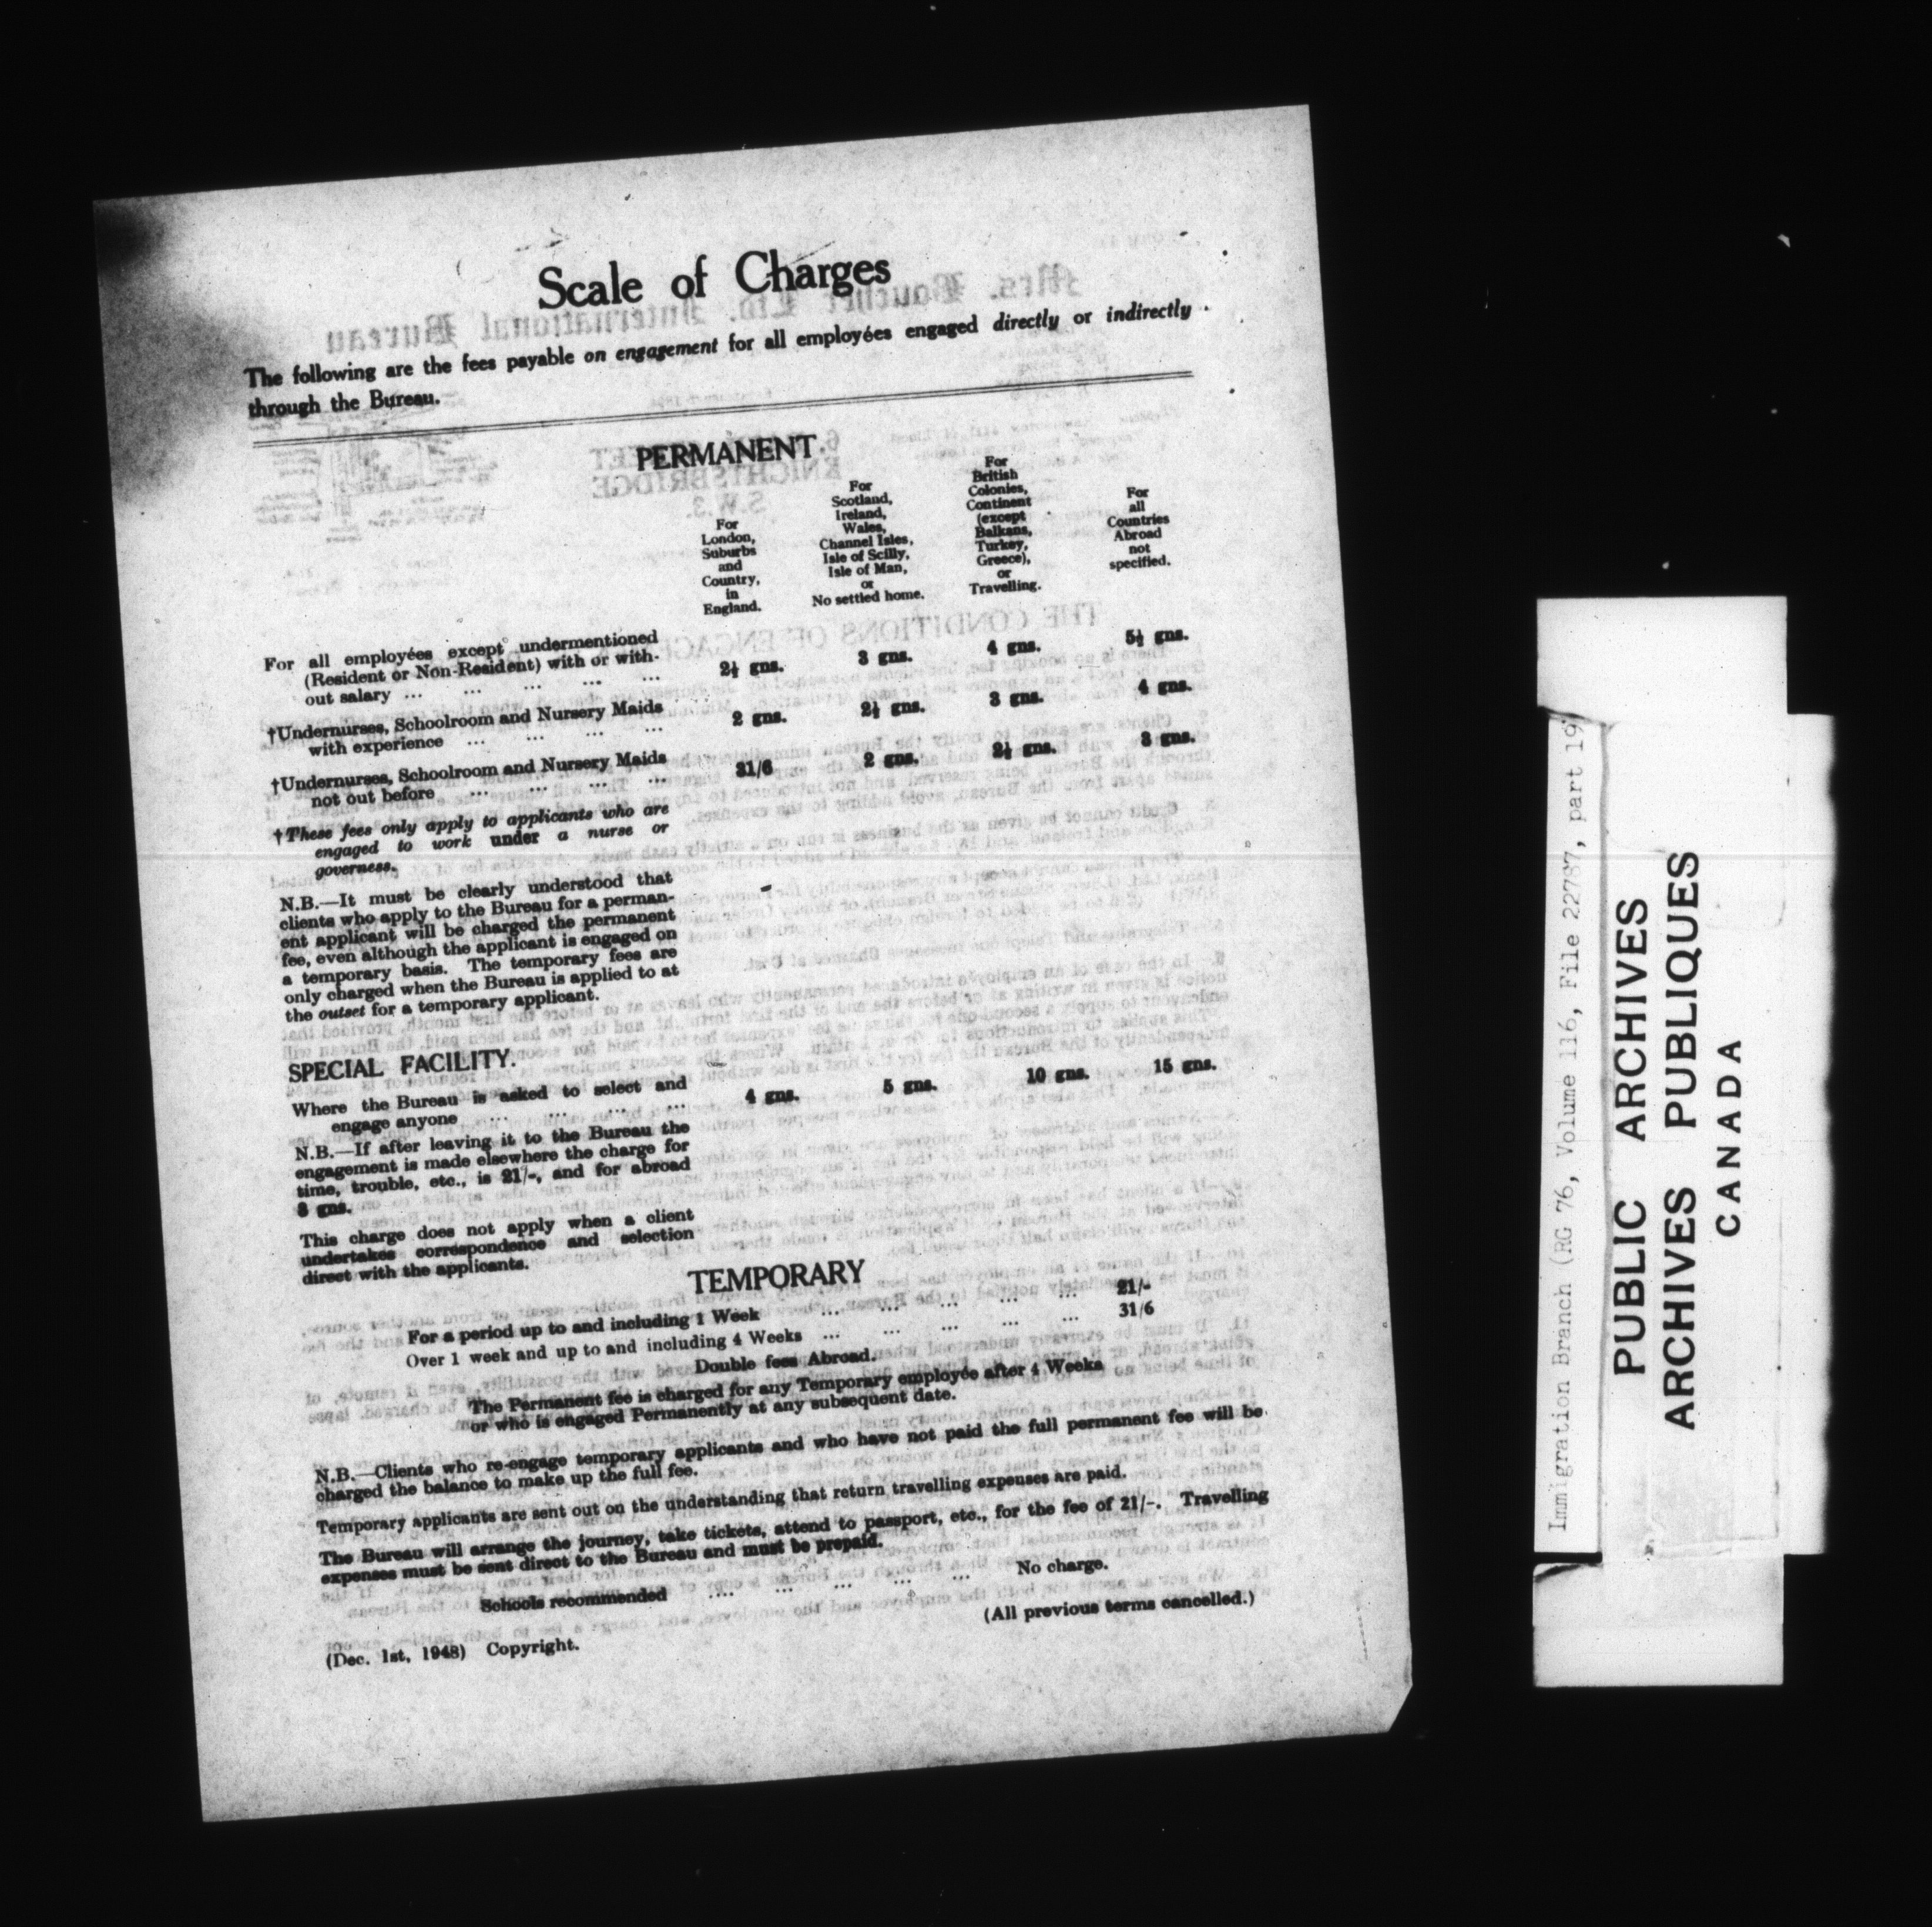 Scale of Charges
The following are the fees payable on engagement for all employées engaged directly or indirectly
through the Bureau.
PERMANENT
For
London,
Suburbs
and
Country,
in
England.
For
Scotland,
Ireland,
Wales,
Channel Isles,
Isle of Scilly,
Isle of Man,
or
No settled home.
For
British
Colonies,
Continent
(except
Balkans,
Turkey,
Greece),
or
Travelling.
For
all
Countries
Abroad
not
specified.
For all employées except undermentioned
(Resident or Non-Resident) with or with-
out salary ... ... ... ... ... 2½ gns. 3 gns. 4 gns. 5½ gns.
†Undernurses, Schoolroom and Nursery Maids
with experience ... ... ... ... 2 gns. 2½ gns. 3 gns. 4 gns.
†Undernurses, Schoolroom and Nursery Maids
not out before ... ... ... ... 31/6 2 gns. 2½ gns. 3 gns.
†These fees only apply to applicants who are
engaged to work under a nurse or
governess.
N.B.—It must be clearly understood that
clients who apply to the Bureau for a perman-
ent applicant will be charged the permanent
fee, even although the applicant is engaged on
a temporary basis. The temporary fees are
only charged when the Bureau is applied to at
the outset for a temporary applicant.
SPECIAL FACILITY.
Where the Bureau is asked to select and
engage anyone ... ... ... ... 4 gns. 5 gns. 10 gns. 15 gns.
N.B.—If after leaving it to the Bureau the
engagement is made elsewhere the charge for
time, trouble, etc., is 21/-, and for abroad
3 gns.
This charge does not apply when a client
undertakes correspondence and selection
direct with the applicants.
TEMPORARY
For a period up to and including 1 Week ... ... ... ... ... 21/-
Over 1 week and up to and including 4 Weeks ... ... ... ... ... 31/6
Double fees Abroad.
The Permanent fee is charged for any Temporary employée after 4 Weeks
or who is engaged Permanently at any subsequent date.
N.B.—Clients who re-engage temporary applicants and who have not paid the full permanent fee will be
charged the balance to make up the full fee.
Temporary applicants are sent out on the understanding that return travelling expenses are paid.
The Bureau will arrange the journey, take tickets, attend to passport, etc., for the fee of 21/-. Travelling
expenses must be sent direct to the Bureau and must be prepaid.
Schools recommended .... ... ... ... ... No charge.
(All previous terms cancelled.)
(Dec. 1st, 1948) Copyright.
Immigration Branch (RG 76, Volume 116, File 22787, part 19
PUBLIC ARCHIVES
ARCHIVES PUBLIQUES
CANADA